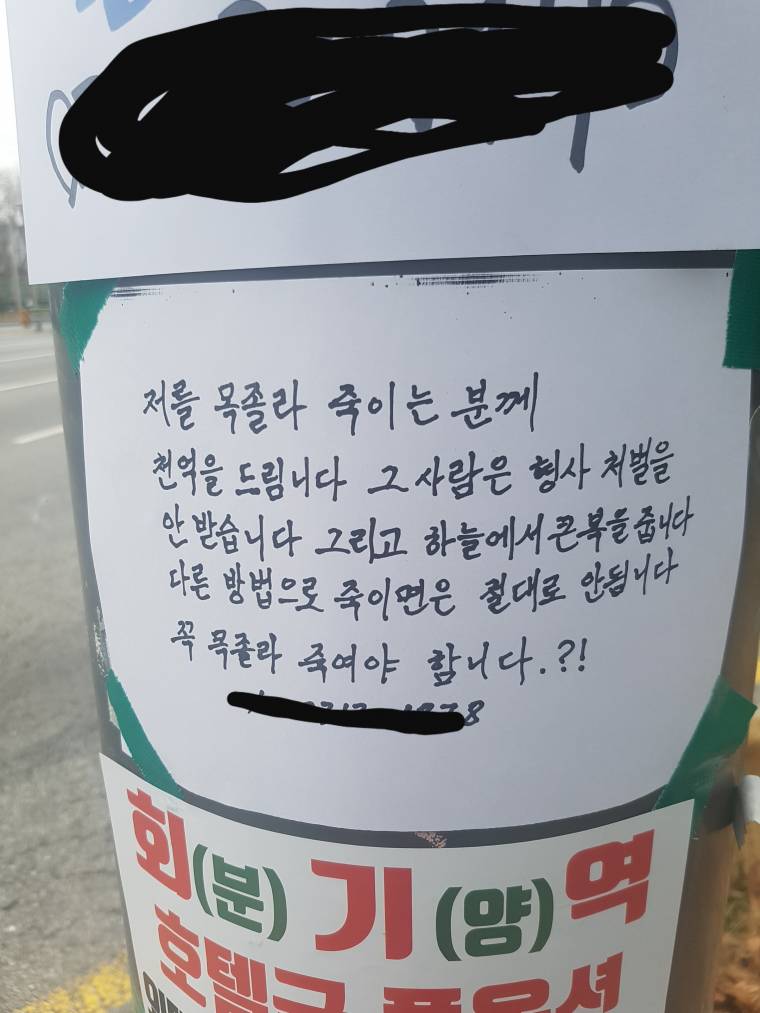 저를 목졸라 죽이는 분께
천억을 드림니다 그 사람은 형사 처벌을
안 받습니다 그리고 하늘에서 큰복을 줍니다
다른 방법으로 죽이면은 절대로 안됩니다
꼭 목졸라 죽여야 합니다.?!
회(분)기(양)역
호텔급 풀옵션